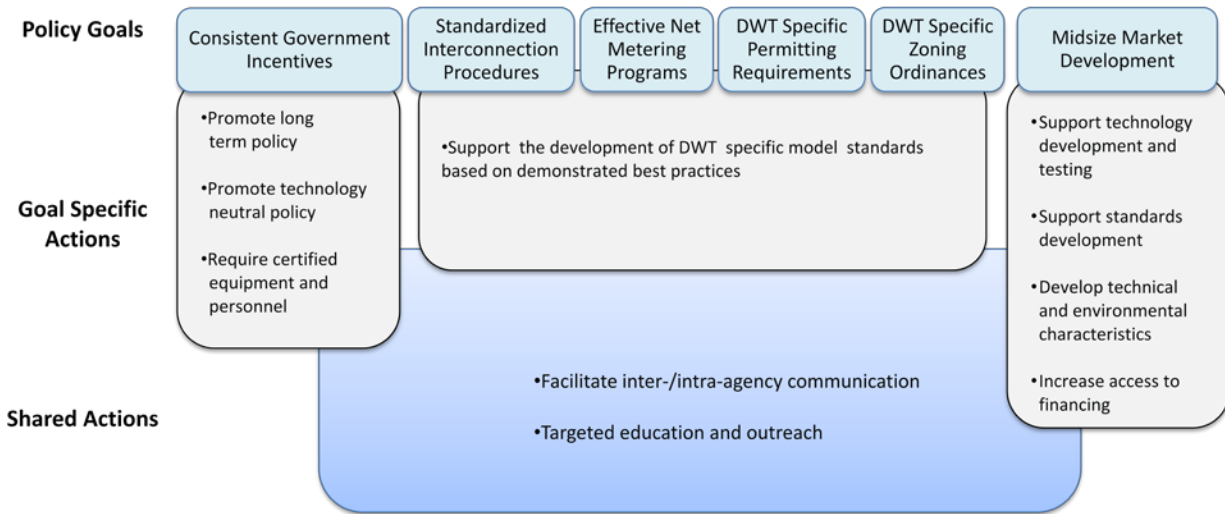 Policy Goals
Consistent Government
Incentives
Standardized
Interconnection
Procedures
Effective Net
Metering
Programs
DWT Specific
Permitting
Requirements
DWT Specific
Zoning
Ordinances
Midsize Market
Development
Goal Specific
Actions
•Promote long
term policy
•Promote technology
neutral policy
•Require certified
equipment and
personnel
•Support the development of DWT specific model standards
based on demonstrated best practices
•Support technology
development and
testing
•Support standards
development
•Develop technical
and environmental
characteristics
•Increase access to
financing
Shared Actions
•Facilitate inter-/intra-agency communication
•Targeted education and outreach